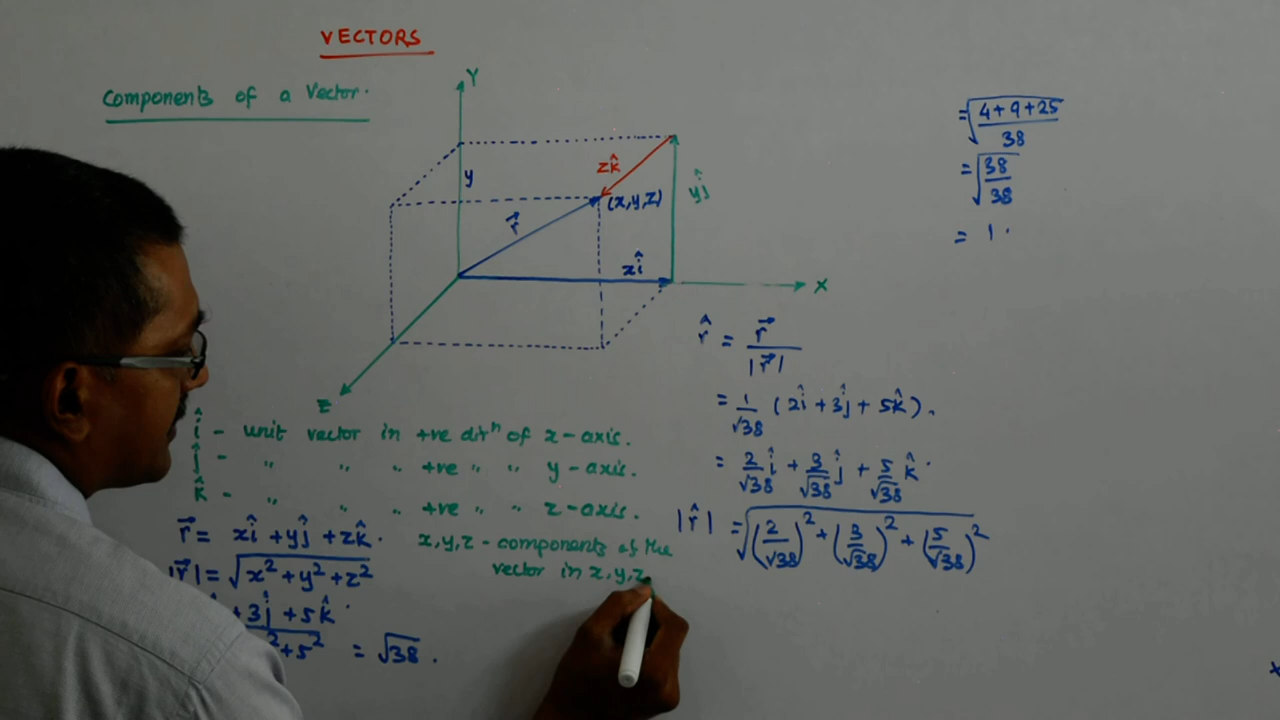 VECTORS
Components of a Vector.
Y
y
zk̂
(x,y,z)
yĵ
r⃗
xî
X
Z
î - unit vector in +ve dirⁿ of x-axis.
ĵ - " " " +ve " " y-axis.
k̂ - " " " +ve " " z-axis.
r⃗ = xî + yĵ + zk̂.
|r⃗| = √(x² + y² + z²)
+3ĵ + 5k̂.
² + 5² = √38.
x,y,z - components of the
vector in x,y,z
= √((4+9+25)/38)
= √(38/38)
= 1.
r̂ = r⃗/|r⃗|
= 1/√38 (2î + 3ĵ + 5k̂).
= 2/√38 î + 3/√38 ĵ + 5/√38 k̂.
|r̂| = √((2/√38)² + (3/√38)² + (5/√38)²)